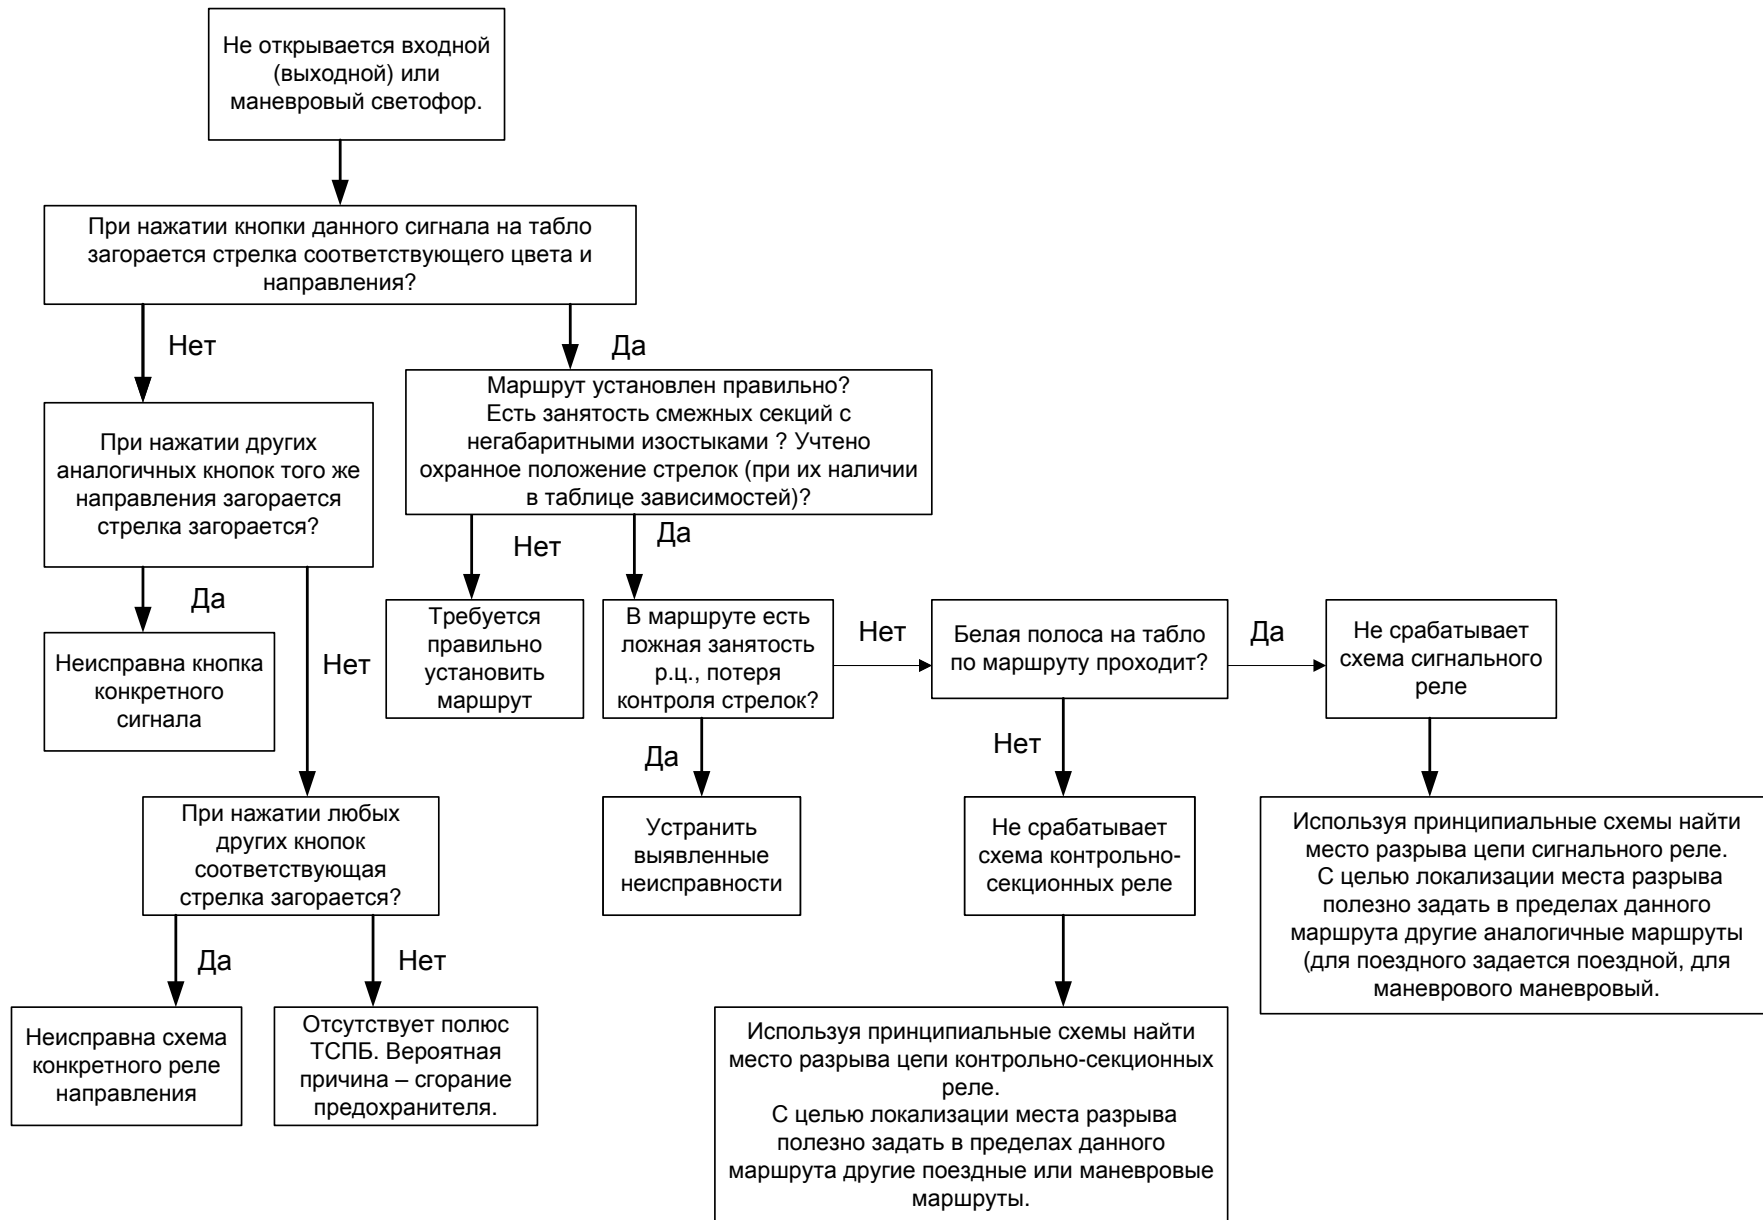 Не открывается входной
(выходной) или
маневровый светофор.
При нажатии кнопки данного сигнала на табло
загорается стрелка соответствующего цвета и
направления?
Нет
Да
При нажатии других
аналогичных кнопок того же
направления загорается
стрелка загорается?
Маршрут установлен правильно?
Есть занятость смежных секций с
негабаритными изостыками ? Учтено
охранное положение стрелок (при их наличии
в таблице зависимостей)?
Да
Нет
Нет
Да
Неисправна кнопка
конкретного
сигнала
Требуется
правильно
установить
маршрут
В маршруте есть
ложная занятость
р.ц., потеря
контроля стрелок?
Нет
Белая полоса на табло
по маршруту проходит?
Да
Не срабатывает
схема сигнального
реле
Да
Нет
При нажатии любых
других кнопок
соответствующая
стрелка загорается?
Устранить
выявленные
неисправности
Не срабатывает
схема контрольно-
секционных реле
Используя принципиальные схемы найти
место разрыва цепи сигнального реле.
С целью локализации места разрыва
полезно задать в пределах данного
маршрута другие аналогичные маршруты
(для поездного задается поездной, для
маневрового маневровый.
Да
Нет
Неисправна схема
конкретного реле
направления
Отсутствует полюс
ТСПБ. Вероятная
причина – сгорание
предохранителя.
Используя принципиальные схемы найти
место разрыва цепи контрольно-секционных
реле.
С целью локализации места разрыва
полезно задать в пределах данного
маршрута другие поездные или маневровые
маршруты.